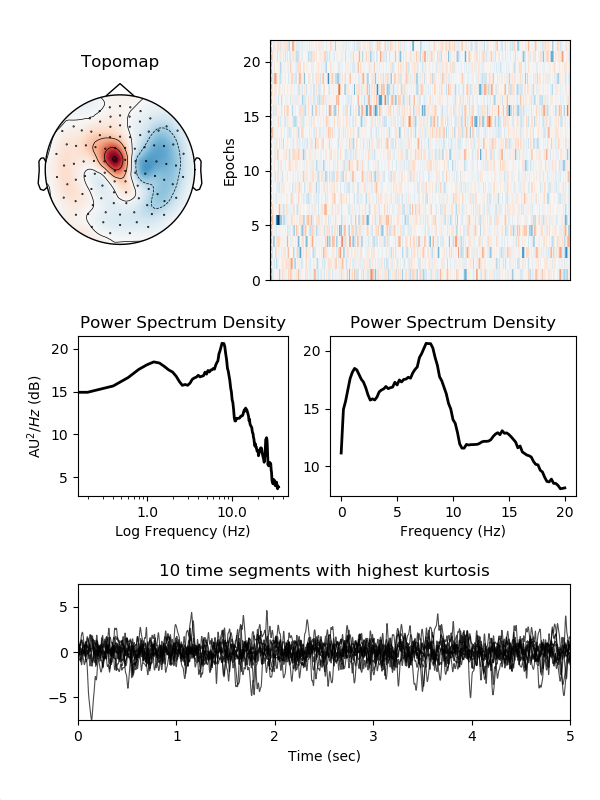 Topomap
Epochs
20
15
10
5
0
Power Spectrum Density
AU²/Hz (dB)
20
15
10
5
1.0 10.0
Log Frequency (Hz)
Power Spectrum Density
20
15
10
0 5 10 15 20
Frequency (Hz)
10 time segments with highest kurtosis
5
0
−5
0 1 2 3 4 5
Time (sec)